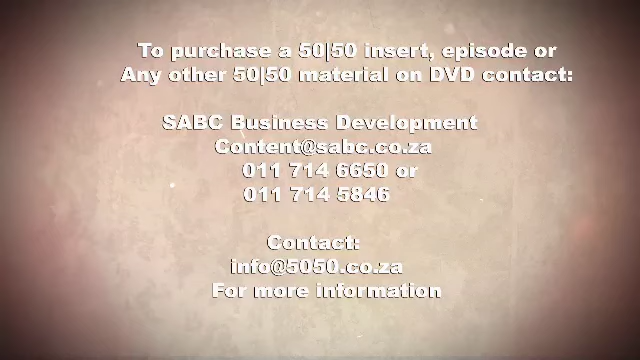 To purchase a 50|50 insert, episode or
Any other 50|50 material on DVD contact:
SABC Business Development
Content@sabc.co.za
011 714 6650 or
011 714 5846
Contact:
info@5050.co.za
For more information